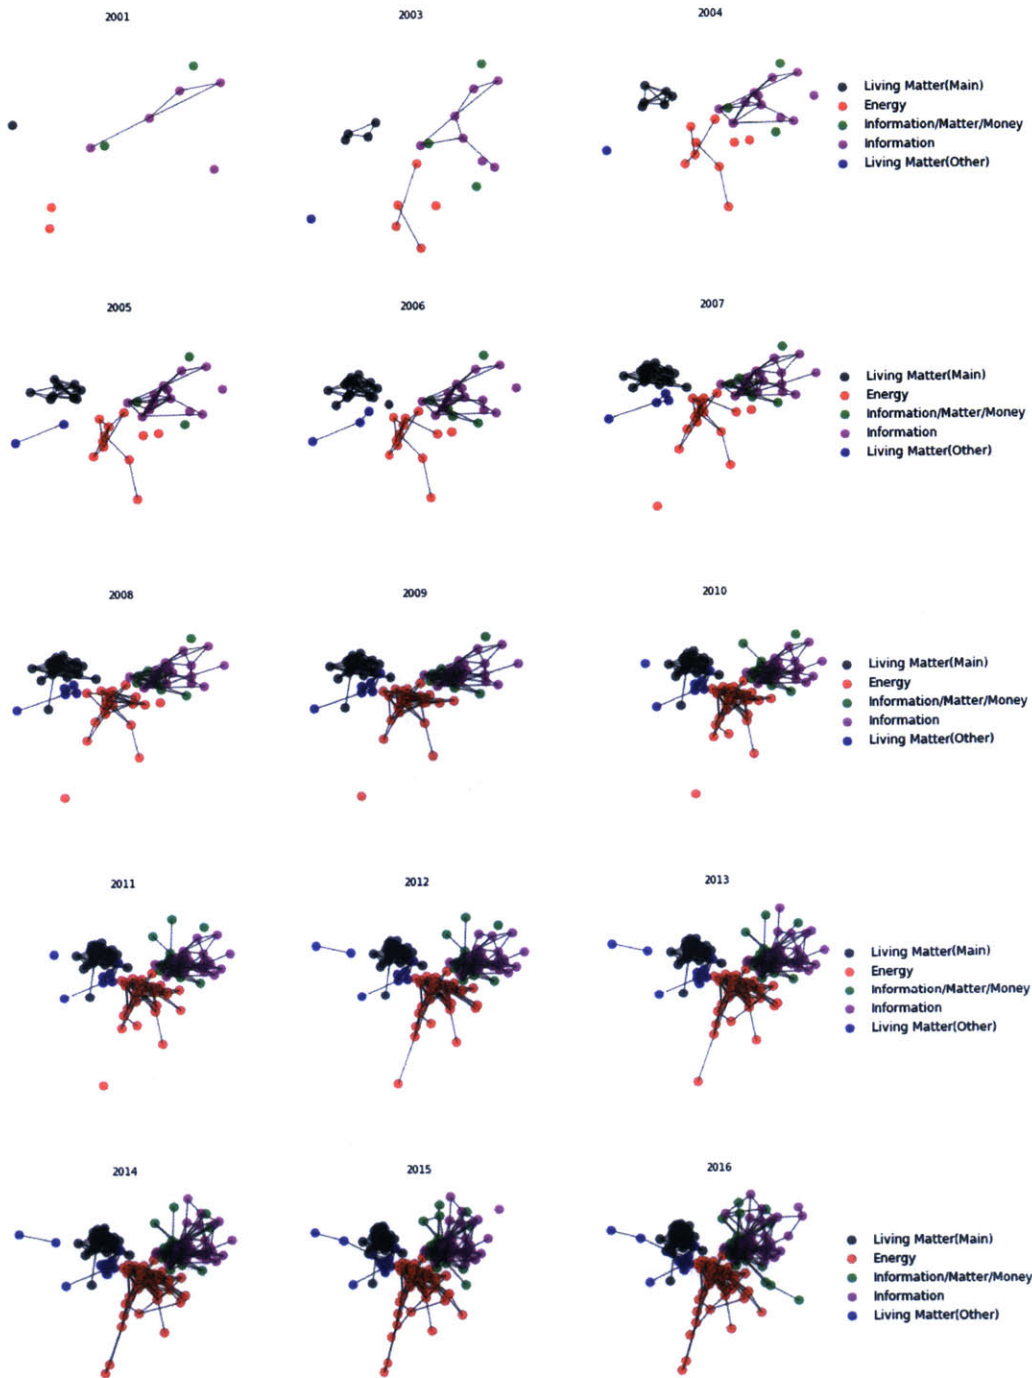 2001
2003
2004
Living Matter(Main)
Energy
Information/Matter/Money
Information
Living Matter(Other)
2005
2006
2007
Living Matter(Main)
Energy
Information/Matter/Money
Information
Living Matter(Other)
2008
2009
2010
Living Matter(Main)
Energy
Information/Matter/Money
Information
Living Matter(Other)
2011
2012
2013
Living Matter(Main)
Energy
Information/Matter/Money
Information
Living Matter(Other)
2014
2015
2016
Living Matter(Main)
Energy
Information/Matter/Money
Information
Living Matter(Other)